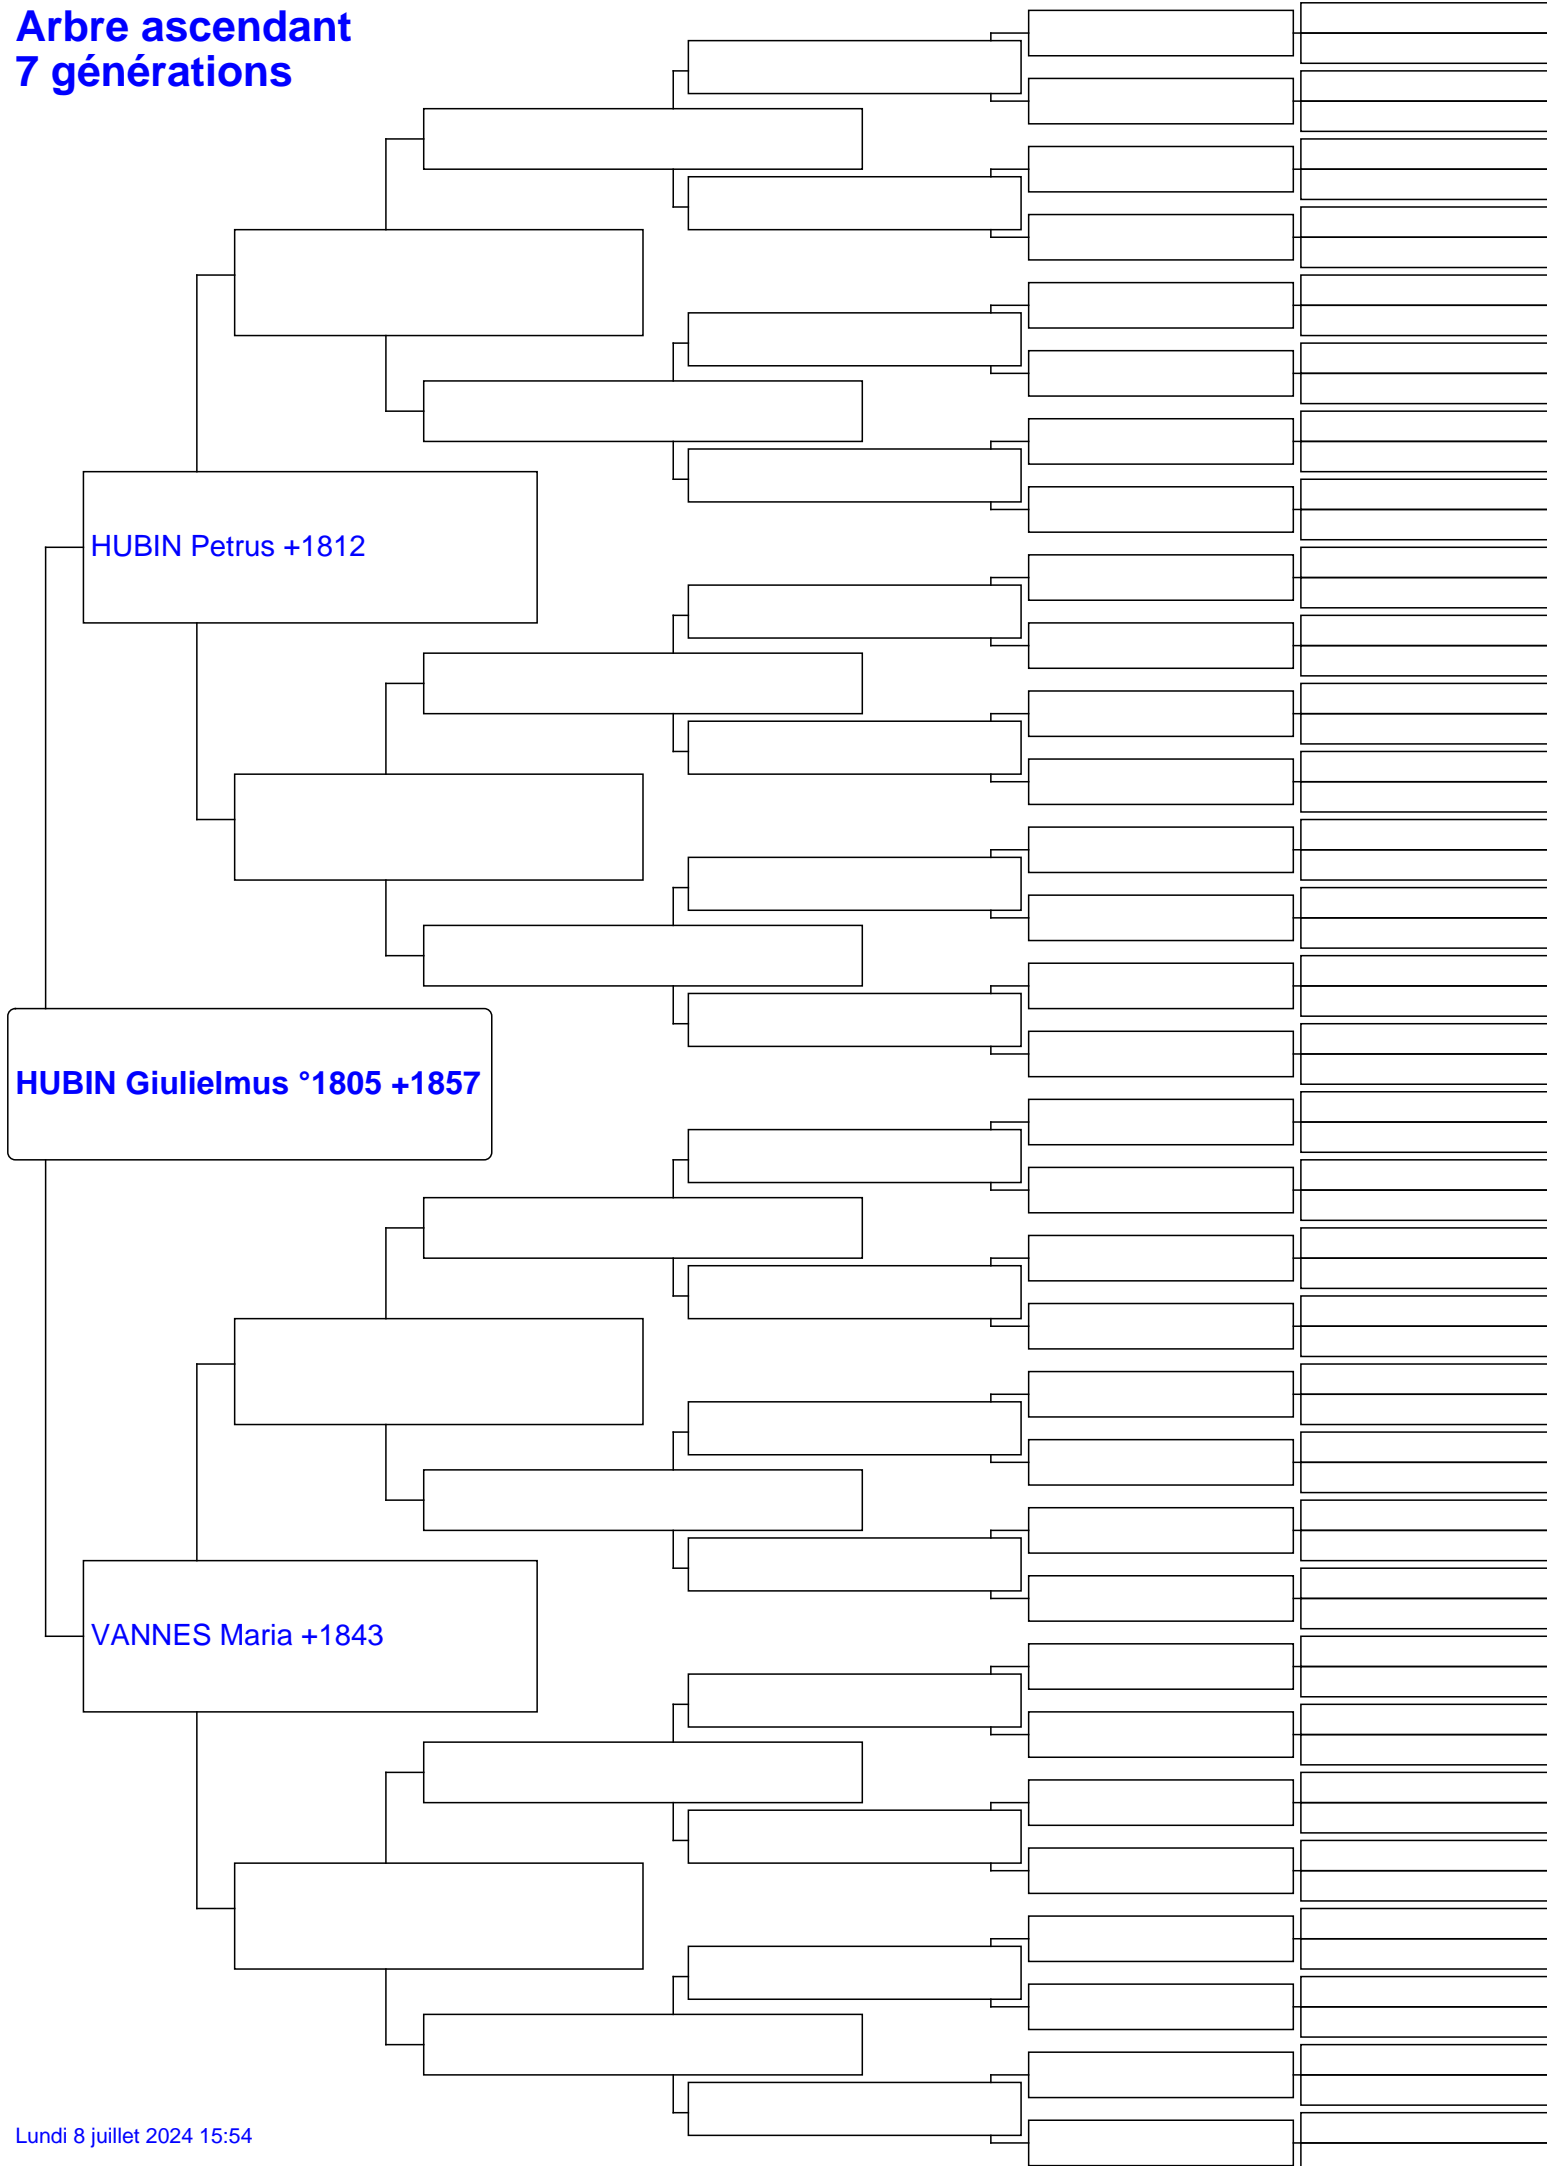 Arbre ascendant
7 générations
HUBIN Petrus +1812
HUBIN Giulielmus °1805 +1857
VANNES Maria +1843
Lundi 8 juillet 2024 15:54